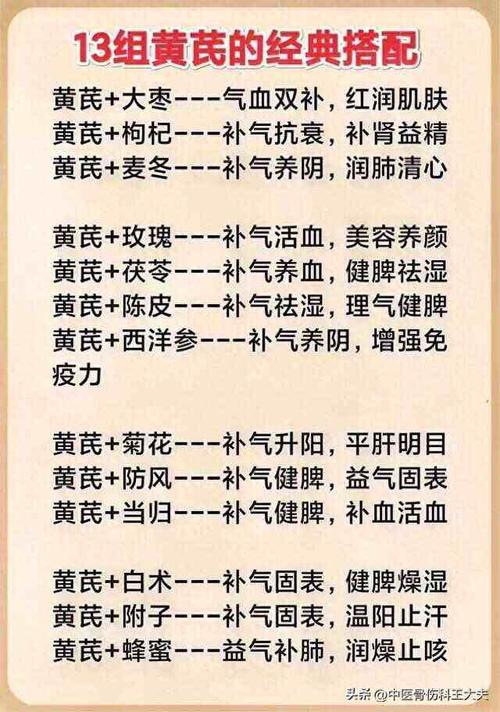 13组黄芪的经典搭配
黄芪+大枣---气血双补，红润肌肤
黄芪+枸杞---补气抗衰，补肾益精
黄芪+麦冬---补气养阴，润肺清心
黄芪+玫瑰---补气活血，美容养颜
黄芪+茯苓---补气养血，健脾祛湿
黄芪+陈皮---补气祛湿，理气健脾
黄芪+西洋参---补气养阴，增强免
疫力
黄芪+菊花---补气升阳，平肝明目
黄芪+防风---补气健脾，益气固表
黄芪+当归---补气健脾，补血活血
黄芪+白术---补气固表，健脾燥湿
黄芪+附子---补气固表，温阳止汗
黄芪+蜂蜜---益气补肺，润燥止咳
头条 @中医骨伤科王大夫